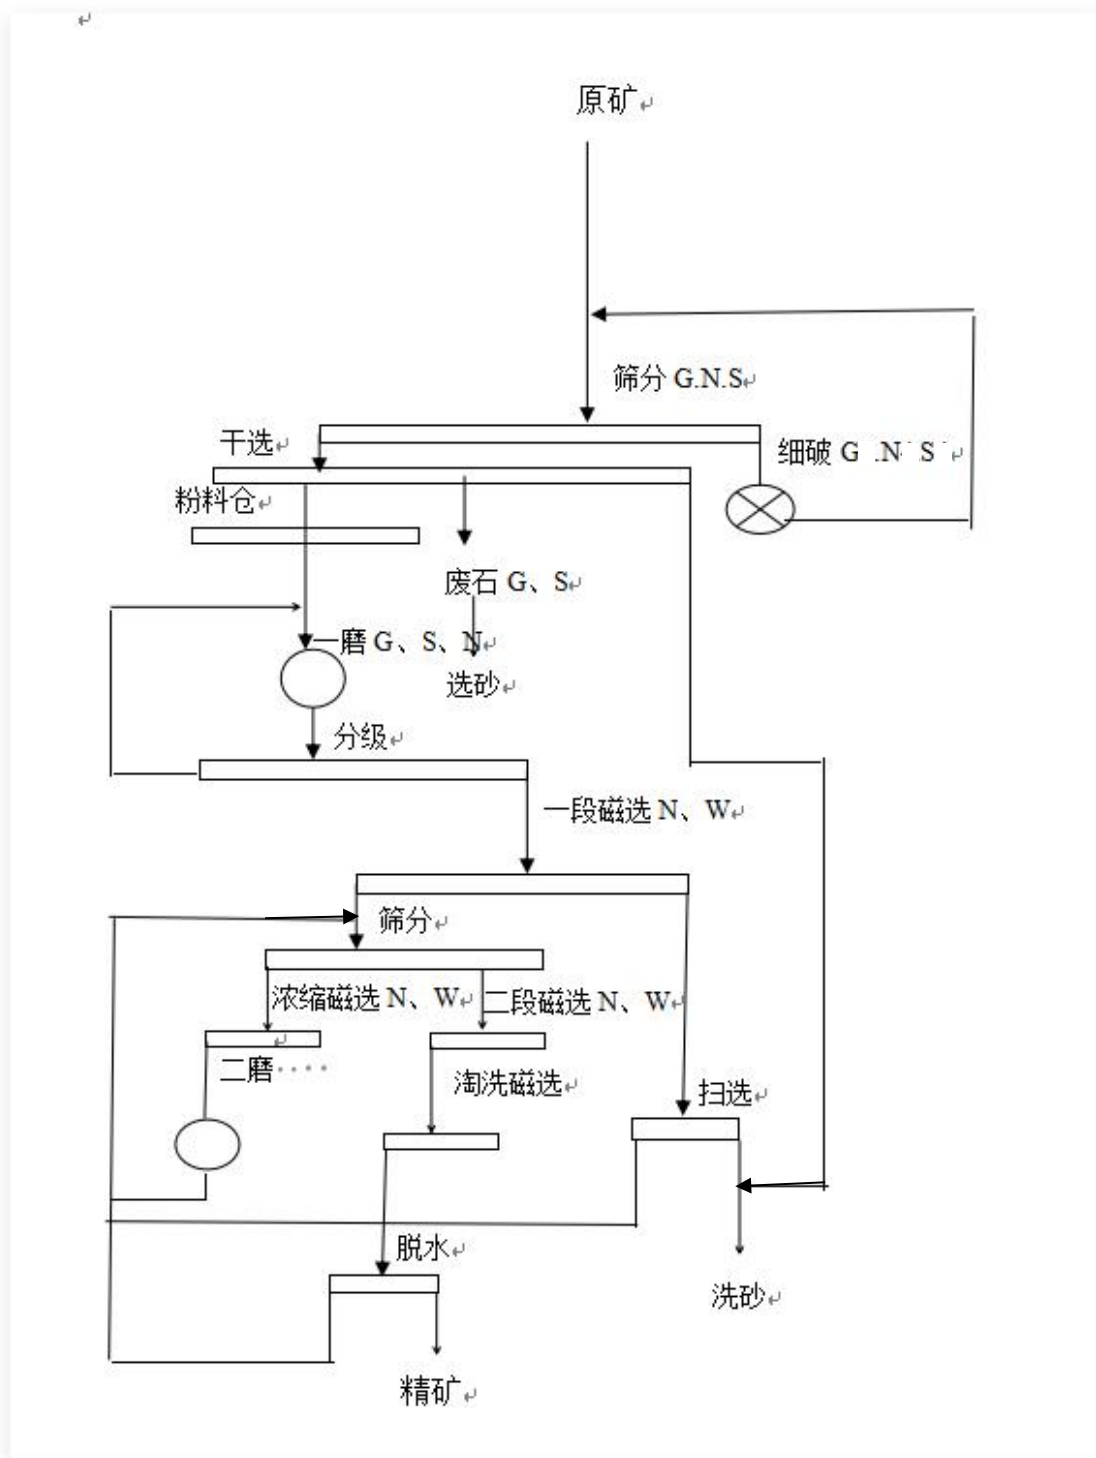 原矿
筛分 G.N.S
干选
细破 G .N S
粉料仓
废石 G、S
一磨 G、S、N
选砂
分级
一段磁选 N、W
筛分
浓缩磁选 N、W
二段磁选 N、W
二磨····
淘洗磁选
扫选
脱水
洗砂
精矿